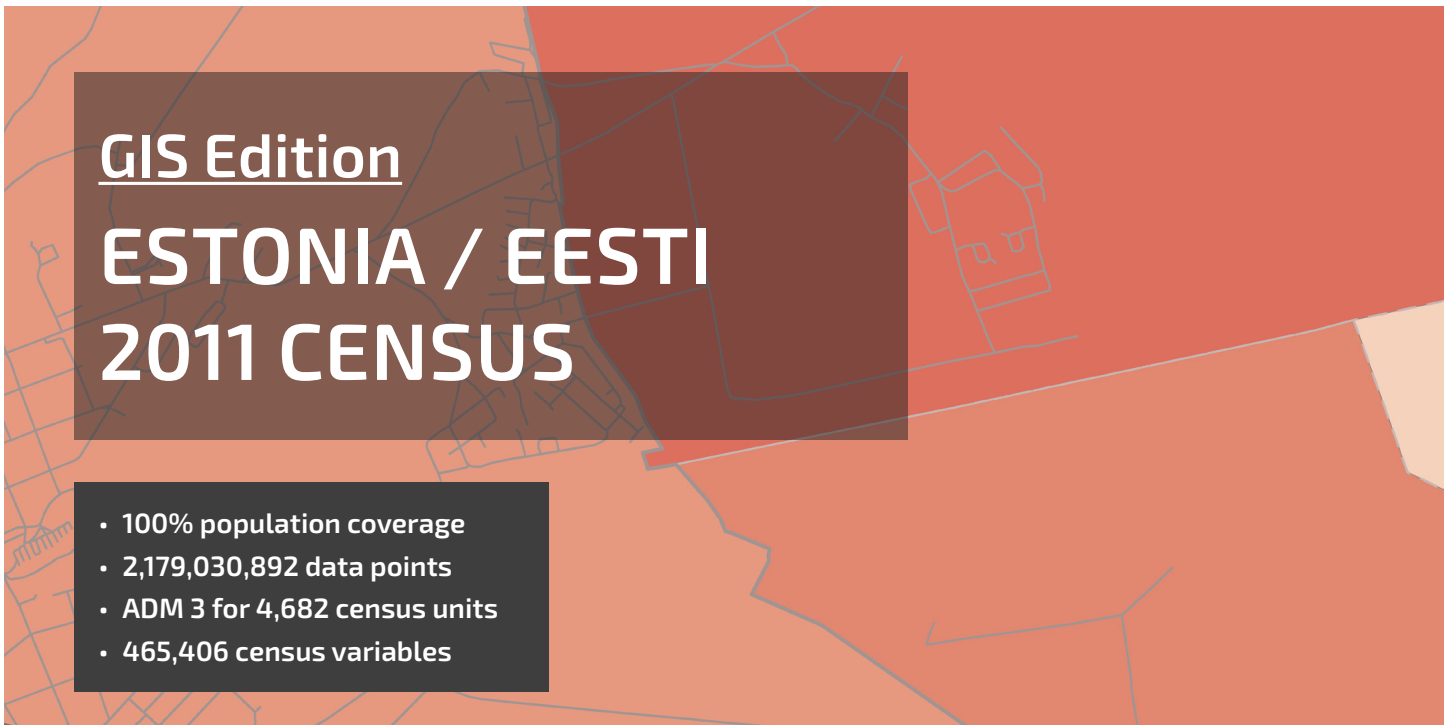 GIS Edition
ESTONIA / EESTI
2011 CENSUS
• 100% population coverage
• 2,179,030,892 data points
• ADM 3 for 4,682 census units
• 465,406 census variables